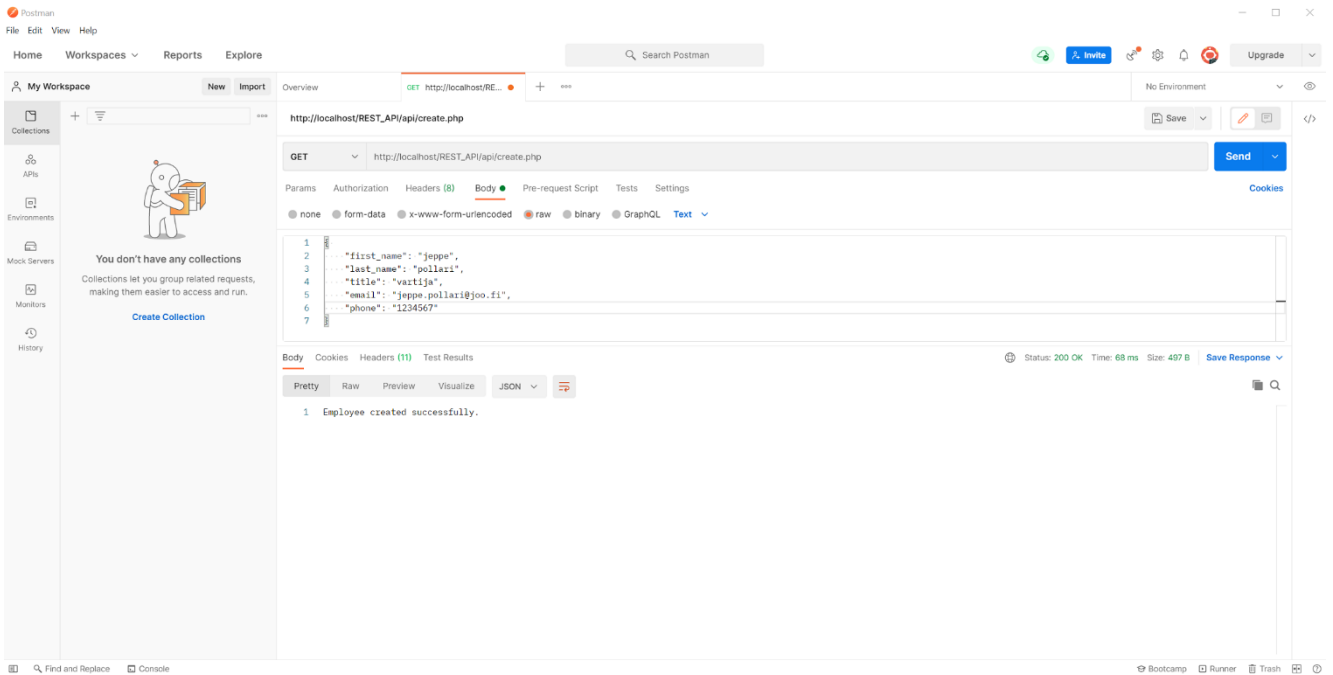 Postman
File Edit View Help
Home Workspaces Reports Explore
Search Postman
Invite
Upgrade
My Workspace New Import
Overview
GET http://localhost/RE...
No Environment
Collections
APIs
Environments
Mock Servers
Monitors
History
You don't have any collections
Collections let you group related requests,
making them easier to access and run.
Create Collection
http://localhost/REST_API/api/create.php
Save
GET http://localhost/REST_API/api/create.php
Send
Params Authorization Headers (8) Body Pre-request Script Tests Settings
Cookies
none form-data x-www-form-urlencoded raw binary GraphQL Text
1 {
2 "first_name": "jeppe",
3 "last_name": "pollari",
4 "title": "vartija",
5 "email": "jeppe.pollari@joo.fi",
6 "phone": "1234567"
7 }
Body Cookies Headers (11) Test Results
Status: 200 OK Time: 68 ms Size: 497 B Save Response
Pretty Raw Preview Visualize JSON
1 Employee created successfully.
Find and Replace Console
Bootcamp Runner Trash